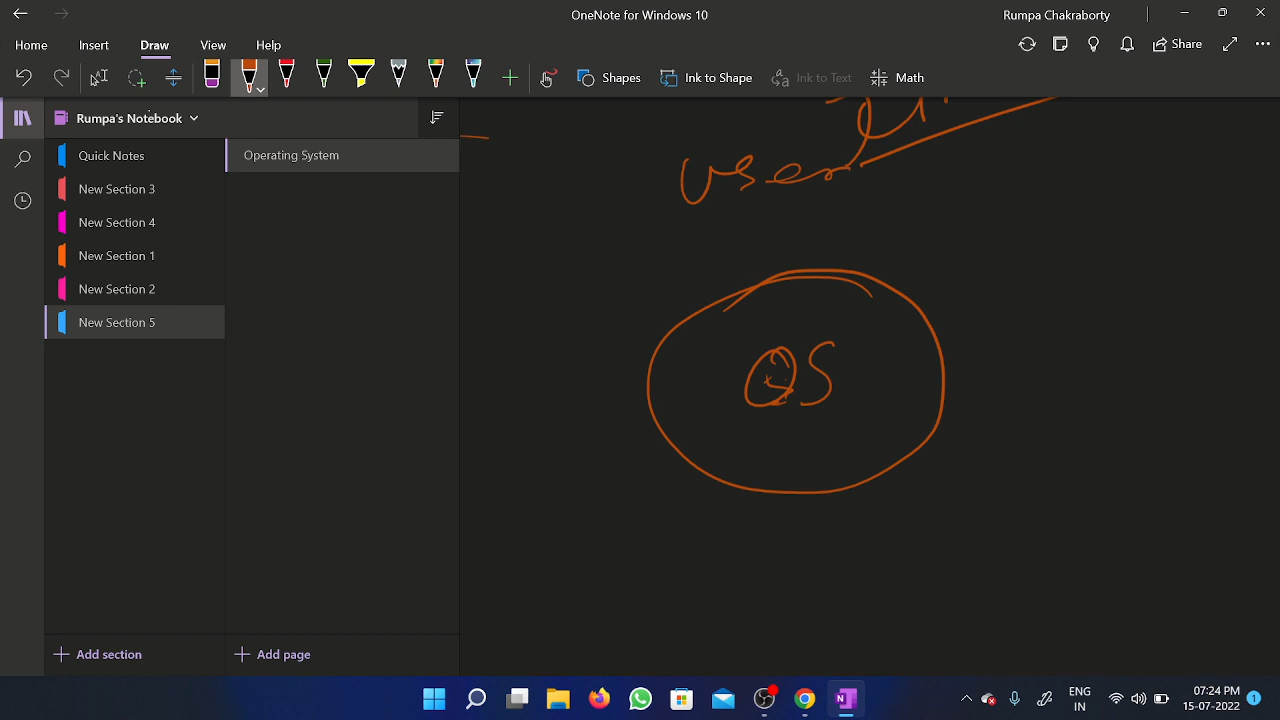 OneNote for Windows 10
Rumpa Chakraborty
Home Insert Draw View Help
Share
Shapes Ink to Shape Ink to Text Math
Rumpa's Notebook
Quick Notes
New Section 3
New Section 4
New Section 1
New Section 2
New Section 5
Operating System
user
OS
Add section
Add page
ENG
IN
07:24 PM
15-07-2022
1